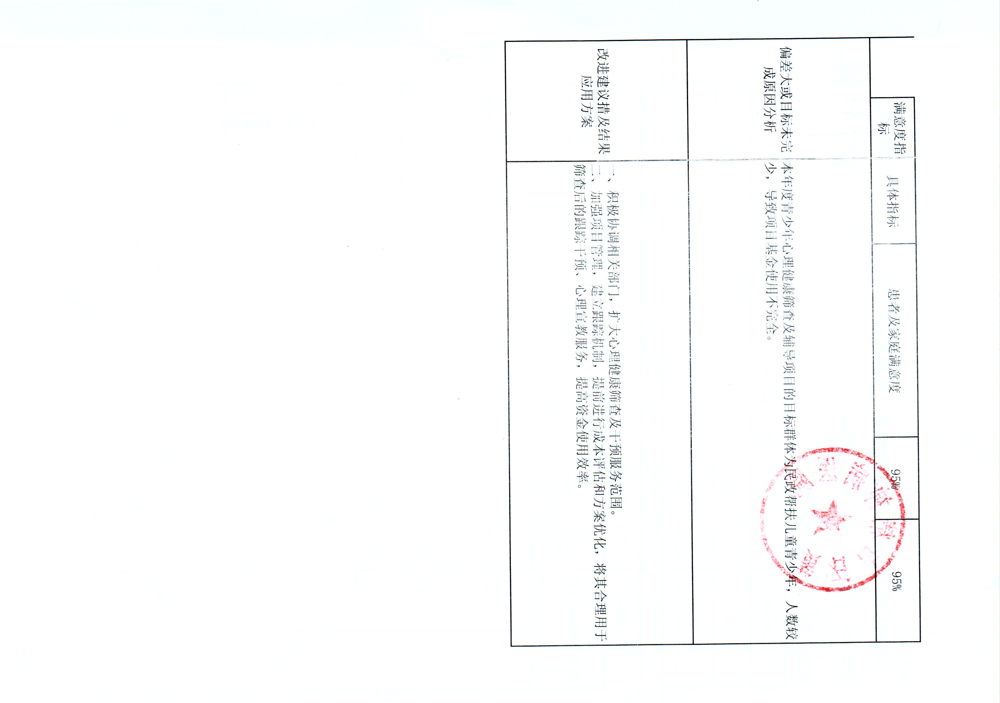 满意度指
标
具体指标
患者及家庭满意度
95%
95%
偏差大或目标未完
成原因分析
本年度青少年心理健康筛查及辅导项目的目标群体为民政帮扶儿童青少年，人数较
少，导致项目基金使用不完全。
改进建议措及结果
应用方案
一、积极协调相关部门，扩大心理健康筛查及干预服务范围。
二、加强项目管理，建立跟踪机制，提前进行成本评估和方案优化，将其合理用于
筛查后的跟踪干预、心理宣教服务，提高资金使用效率。